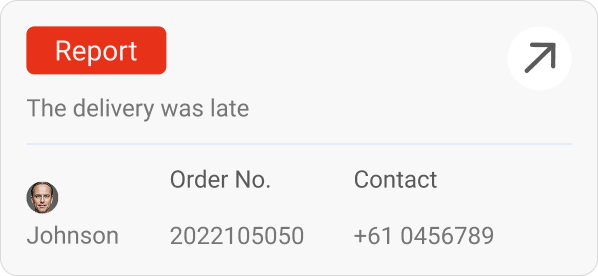 Report
The delivery was late
Order No.
Contact
Johnson
2022105050
+61 0456789